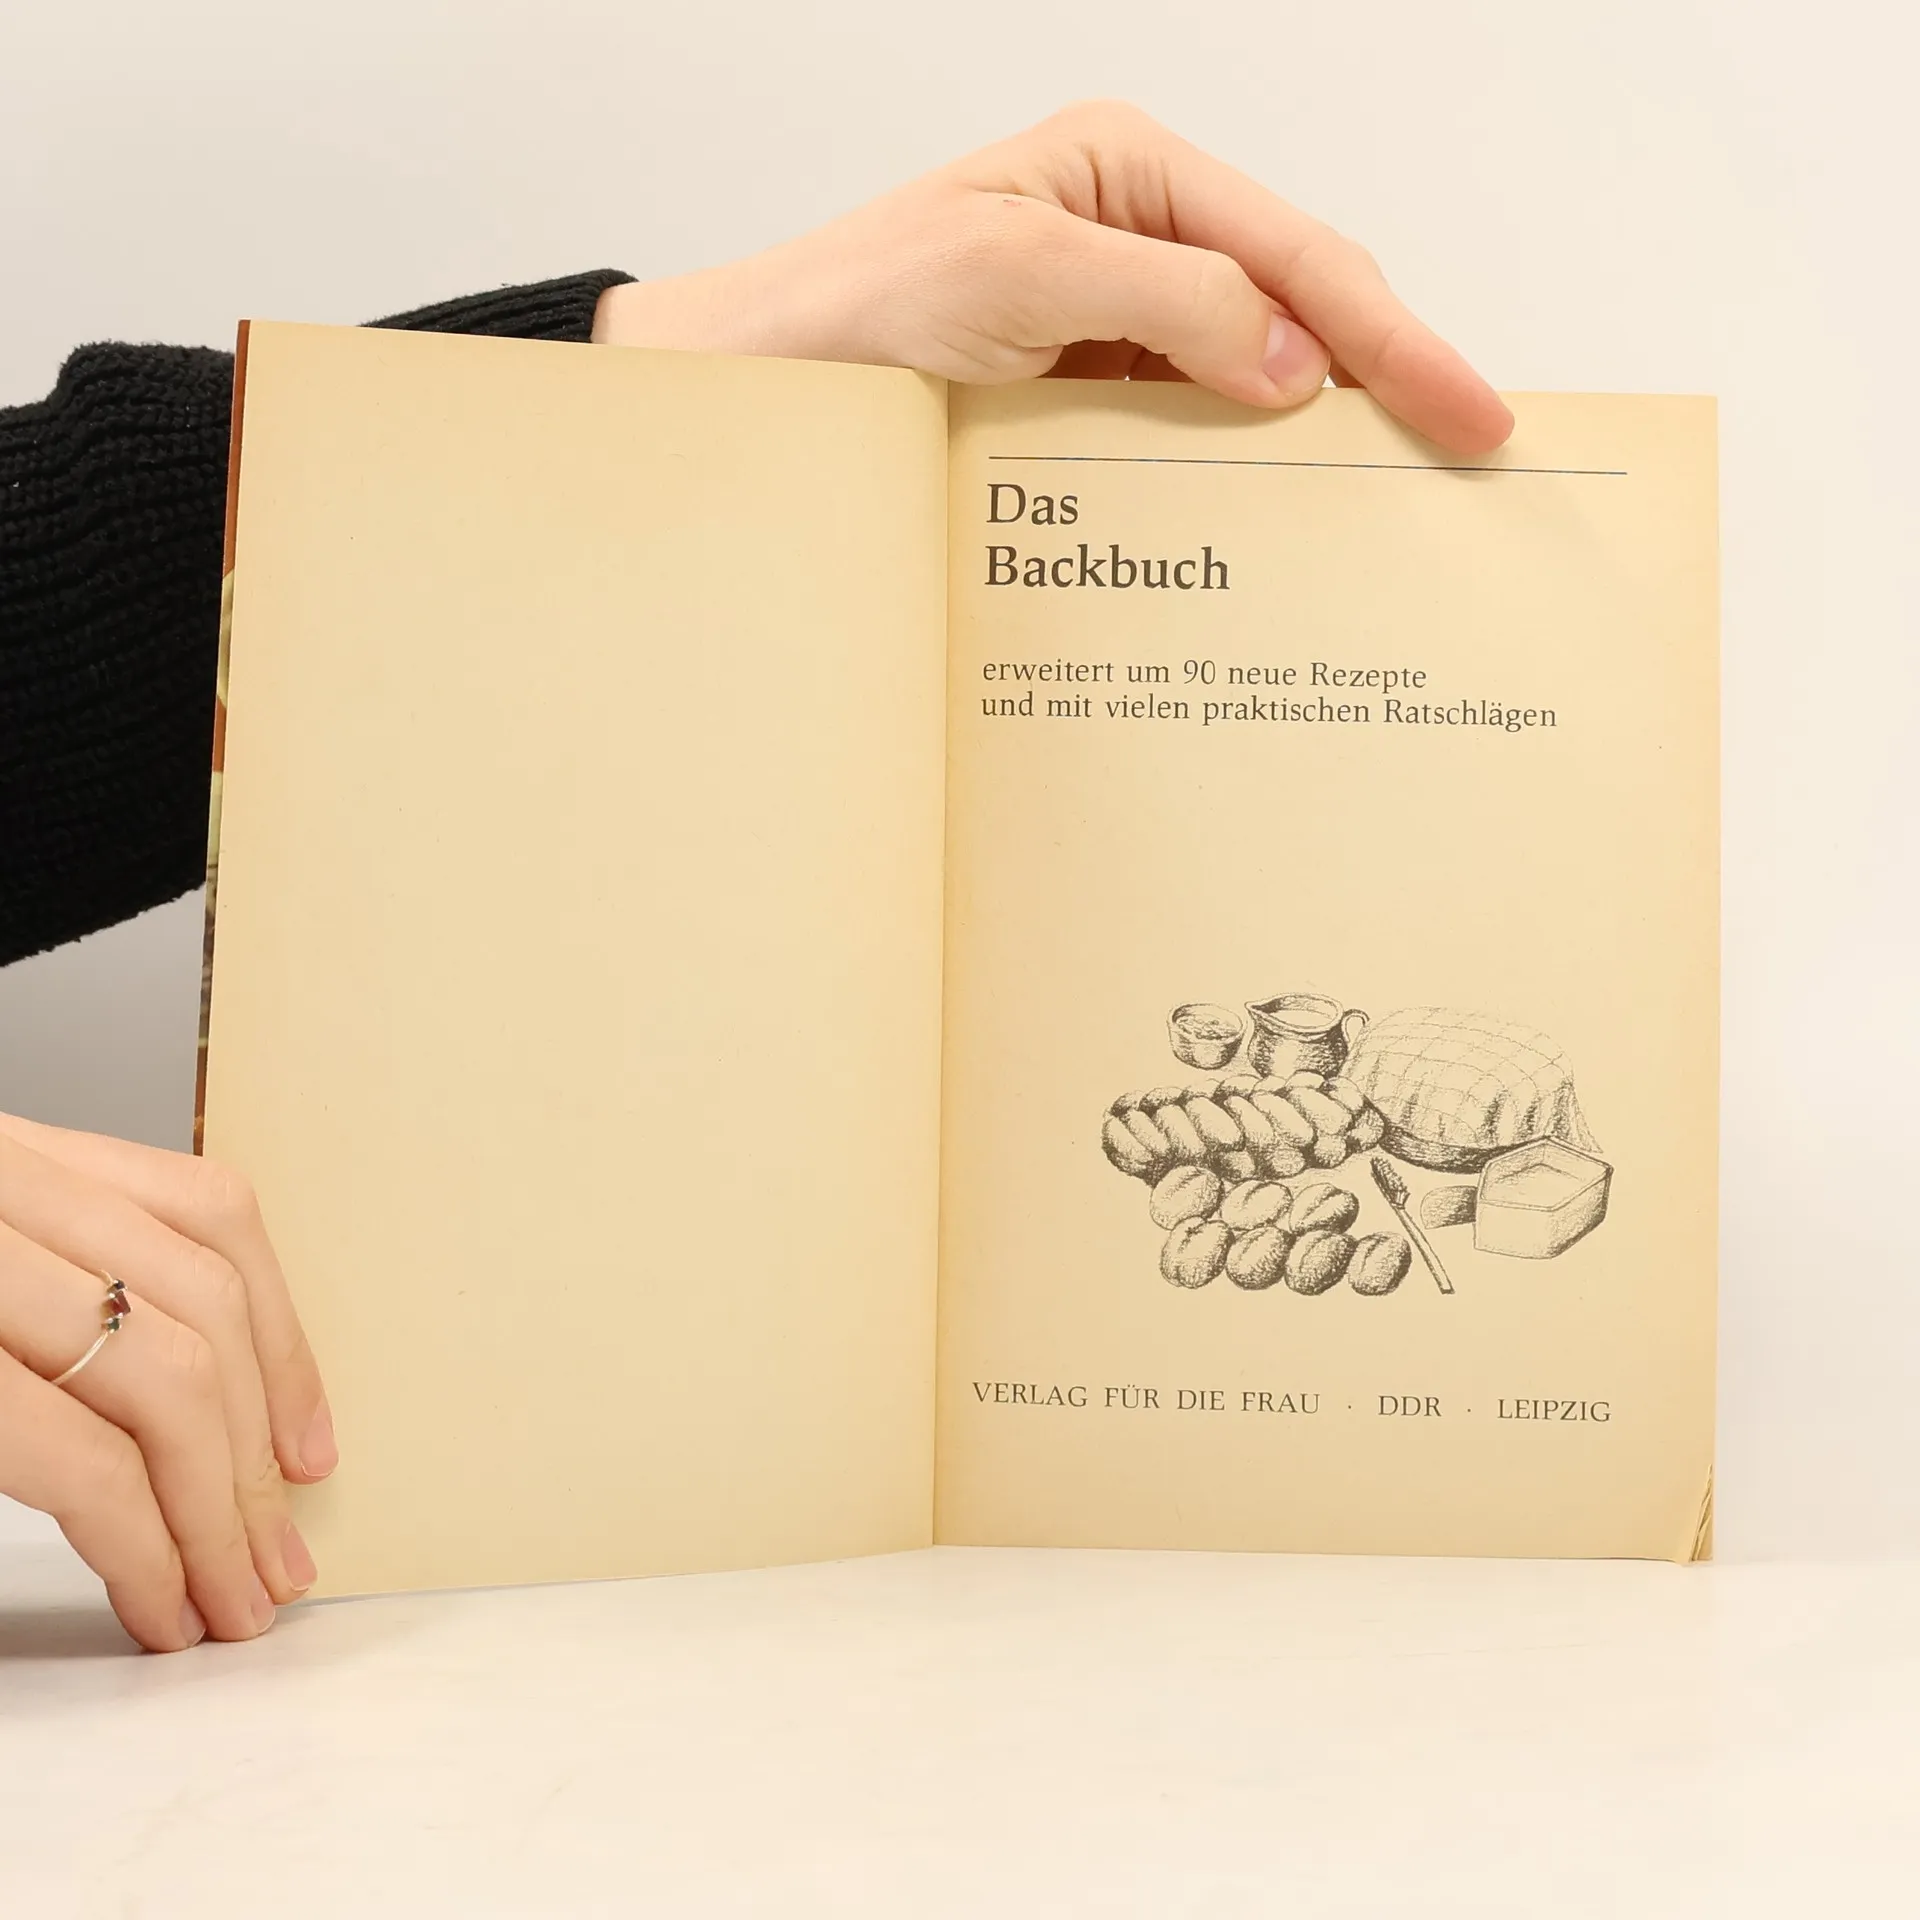 Das
Backbuch
erweitert um 90 neue Rezepte
und mit vielen praktischen Ratschlägen
VERLAG FÜR DIE FRAU · DDR · LEIPZIG